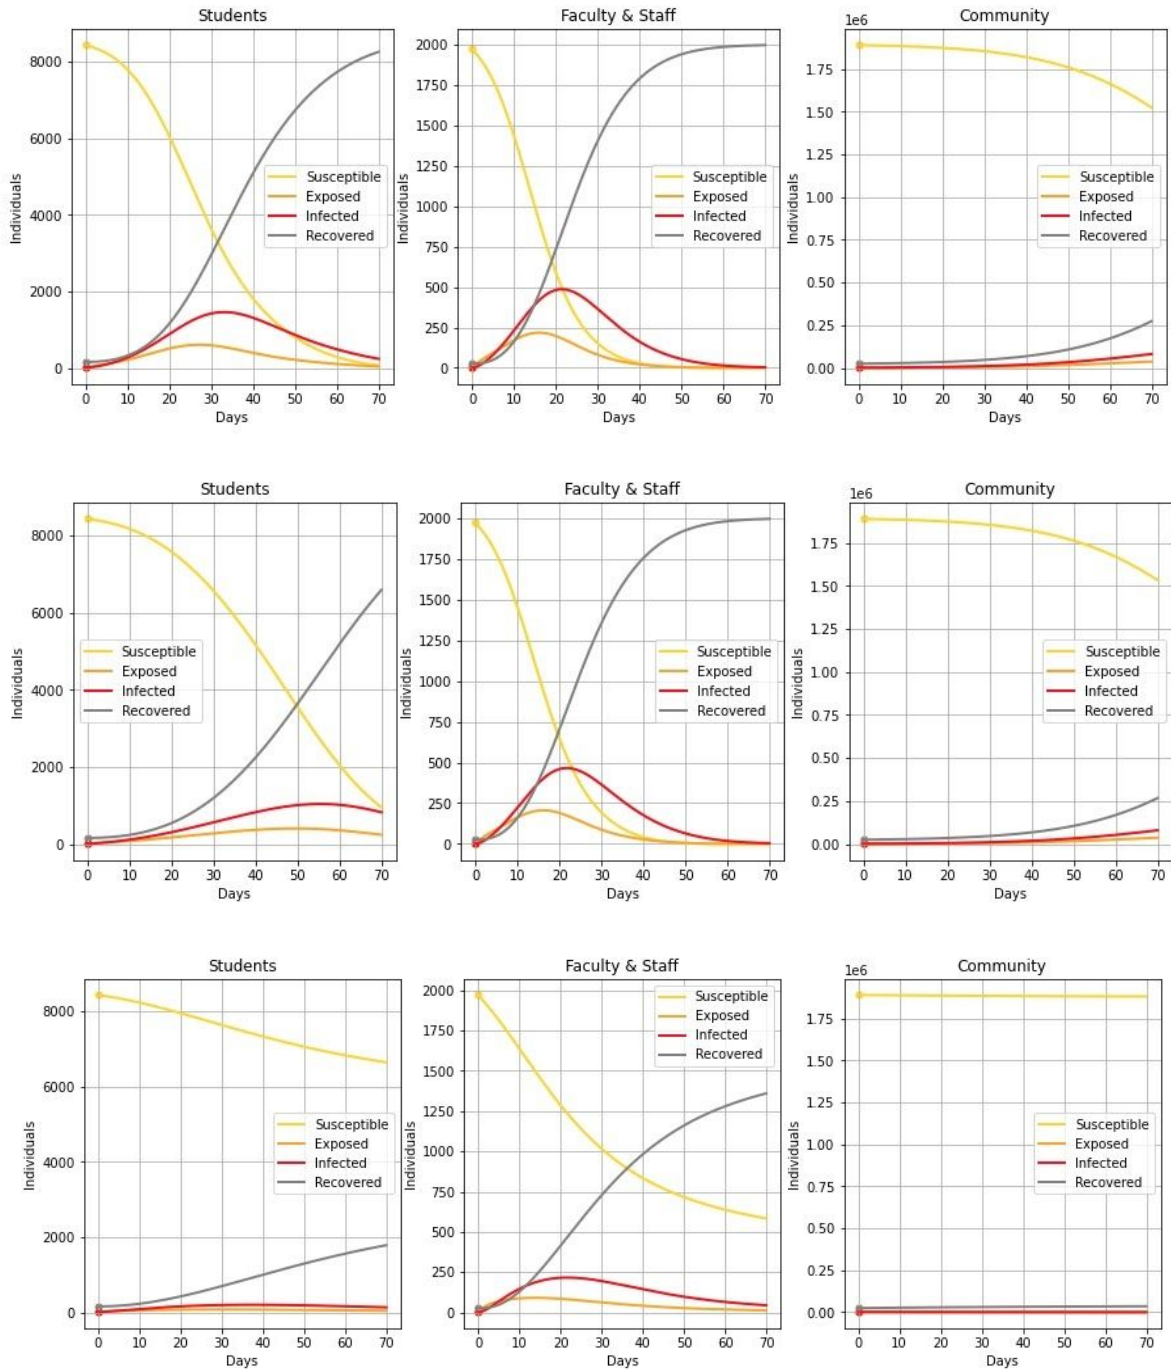 Students
Faculty & Staff
Community
1e6
8000
6000
4000
2000
0
Individuals
Susceptible
Exposed
Infected
Recovered
0 10 20 30 40 50 60 70
Days
2000
1750
1500
1250
1000
750
500
250
0
Individuals
Susceptible
Exposed
Infected
Recovered
0 10 20 30 40 50 60 70
Days
1.75
1.50
1.25
1.00
0.75
0.50
0.25
0.00
Individuals
Susceptible
Exposed
Infected
Recovered
0 10 20 30 40 50 60 70
Days
Students
Faculty & Staff
Community
1e6
8000
6000
4000
2000
0
Individuals
Susceptible
Exposed
Infected
Recovered
0 10 20 30 40 50 60 70
Days
2000
1750
1500
1250
1000
750
500
250
0
Individuals
Susceptible
Exposed
Infected
Recovered
0 10 20 30 40 50 60 70
Days
1.75
1.50
1.25
1.00
0.75
0.50
0.25
0.00
Individuals
Susceptible
Exposed
Infected
Recovered
0 10 20 30 40 50 60 70
Days
Students
Faculty & Staff
Community
1e6
8000
6000
4000
2000
0
Individuals
Susceptible
Exposed
Infected
Recovered
0 10 20 30 40 50 60 70
Days
2000
1750
1500
1250
1000
750
500
250
0
Individuals
Susceptible
Exposed
Infected
Recovered
0 10 20 30 40 50 60 70
Days
1.75
1.50
1.25
1.00
0.75
0.50
0.25
0.00
Individuals
Susceptible
Exposed
Infected
Recovered
0 10 20 30 40 50 60 70
Days